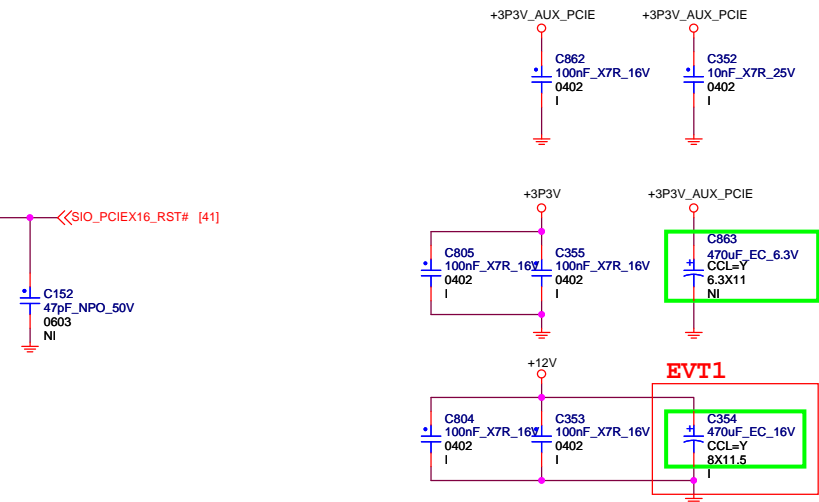 +3P3V_AUX_PCIE
+3P3V_AUX_PCIE
C862
100nF_X7R_16V
0402
I
C352
10nF_X7R_25V
0402
I
SIO_PCIEX16_RST# [41]
C152
47pF_NPO_50V
0603
NI
+3P3V
+3P3V_AUX_PCIE
C805
100nF_X7R_16V
0402
I
C355
100nF_X7R_16V
0402
I
C863
470uF_EC_6.3V
CCL=Y
6.3X11
NI
+12V
EVT1
C804
100nF_X7R_16V
0402
I
C353
100nF_X7R_16V
0402
I
C354
470uF_EC_16V
CCL=Y
8X11.5
I